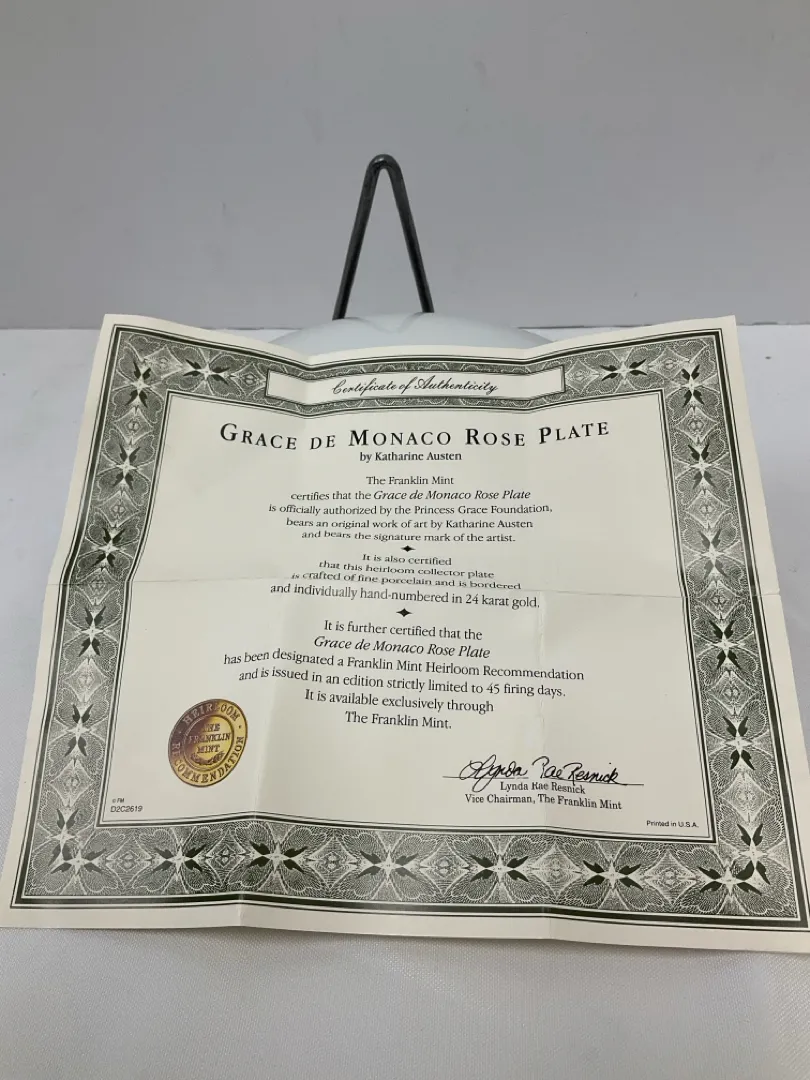 Certificate of Authenticity
GRACE DE MONACO ROSE PLATE
by Katharine Austen
The Franklin Mint
certifies that the Grace de Monaco Rose Plate
is officially authorized by the Princess Grace Foundation,
bears an original work of art by Katharine Austen
and bears the signature mark of the artist.
It is also certified
that this heirloom collector plate
is crafted of fine porcelain and is bordered
and individually hand-numbered in 24 karat gold.
It is further certified that the
Grace de Monaco Rose Plate
has been designated a Franklin Mint Heirloom Recommendation
and is issued in an edition strictly limited to 45 firing days.
It is available exclusively through
The Franklin Mint.
HEIRLOOM
THE
FRANKLIN
MINT
RECOMMENDATION
Lynda Rae Resnick
Lynda Rae Resnick
Vice Chairman, The Franklin Mint
© FM
D2C2619
Printed in U.S.A.